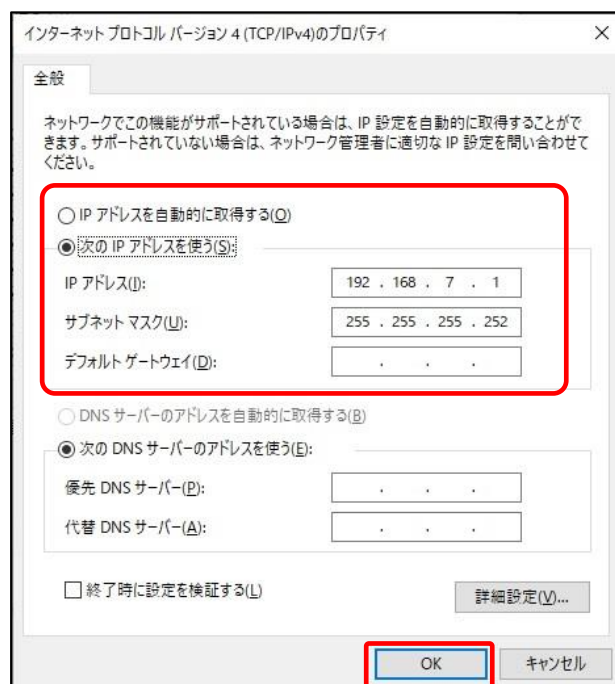 インターネット プロトコル バージョン 4 (TCP/IPv4)のプロパティ
全般
ネットワークでこの機能がサポートされている場合は、IP 設定を自動的に取得することがで
きます。サポートされていない場合は、ネットワーク管理者に適切な IP 設定を問い合わせて
ください。
IP アドレスを自動的に取得する(O)
次の IP アドレスを使う(S):
IP アドレス(I): 192 . 168 . 7 . 1
サブネット マスク(U): 255 . 255 . 255 . 252
デフォルト ゲートウェイ(D): . . .
DNS サーバーのアドレスを自動的に取得する(B)
次の DNS サーバーのアドレスを使う(E):
優先 DNS サーバー(P): . . .
代替 DNS サーバー(A): . . .
終了時に設定を検証する(L)
詳細設定(V)...
OK キャンセル